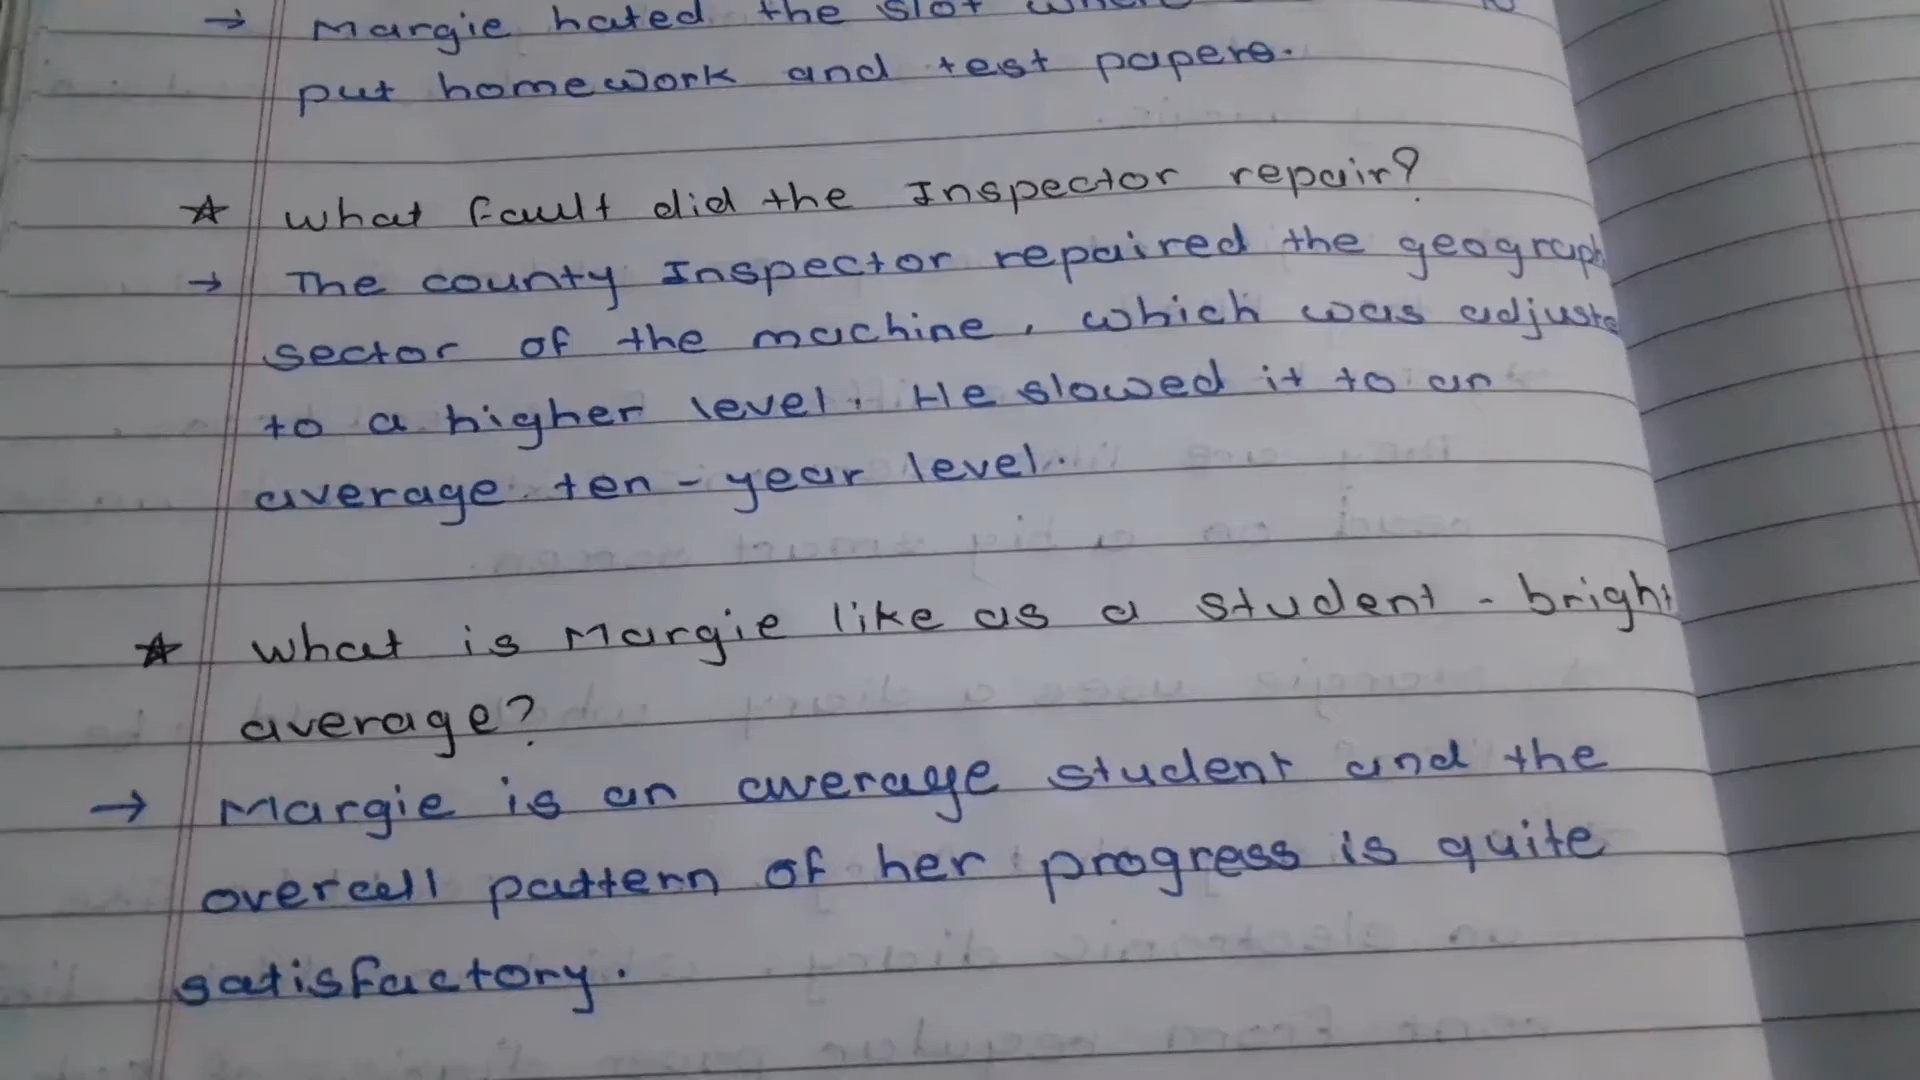 → Margie hated the slot
put homework and test papers.
☆ What fault did the Inspector repair?
→ The county Inspector repaired the
sector of the machine, which was
to a higher level. He slowed it to an
average ten-year level.
☆ What is Margie like as a student - bright
average?
→ Margie is an average student and the
overall pattern of her progress is quite
satisfactory.